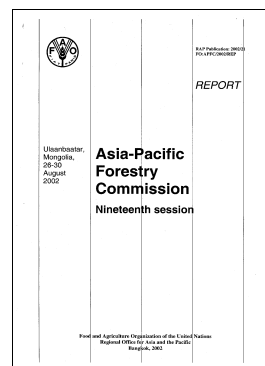 RAP Publication: 2002/21
FO:APFC/2002/REP
REPORT
Ulaanbaatar,
Mongolia,
26-30
August
2002
Asia-Pacific
Forestry
Commission
Nineteenth session
Food and Agriculture Organization of the United Nations
Regional Office for Asia and the Pacific
Bangkok, 2002